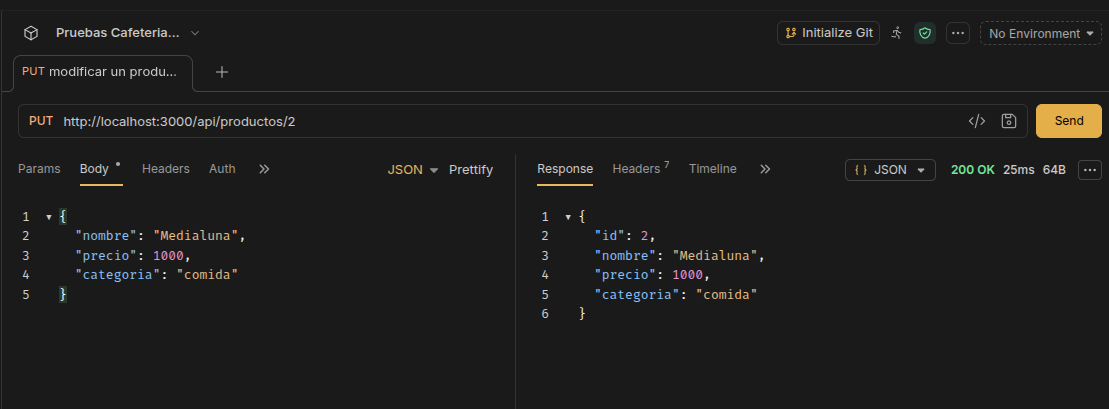 Pruebas Cafeteria... Initialize Git ... No Environment
PUT modificar un produ... +
PUT http://localhost:3000/api/productos/2 </> Send
Params Body Headers Auth >> JSON Prettify
1 {
2 "nombre": "Medialuna",
3 "precio": 1000,
4 "categoria": "comida"
5 }
Response Headers 7 Timeline >> { } JSON 200 OK 25ms 64B ...
1 {
2 "id": 2,
3 "nombre": "Medialuna",
4 "precio": 1000,
5 "categoria": "comida"
6 }